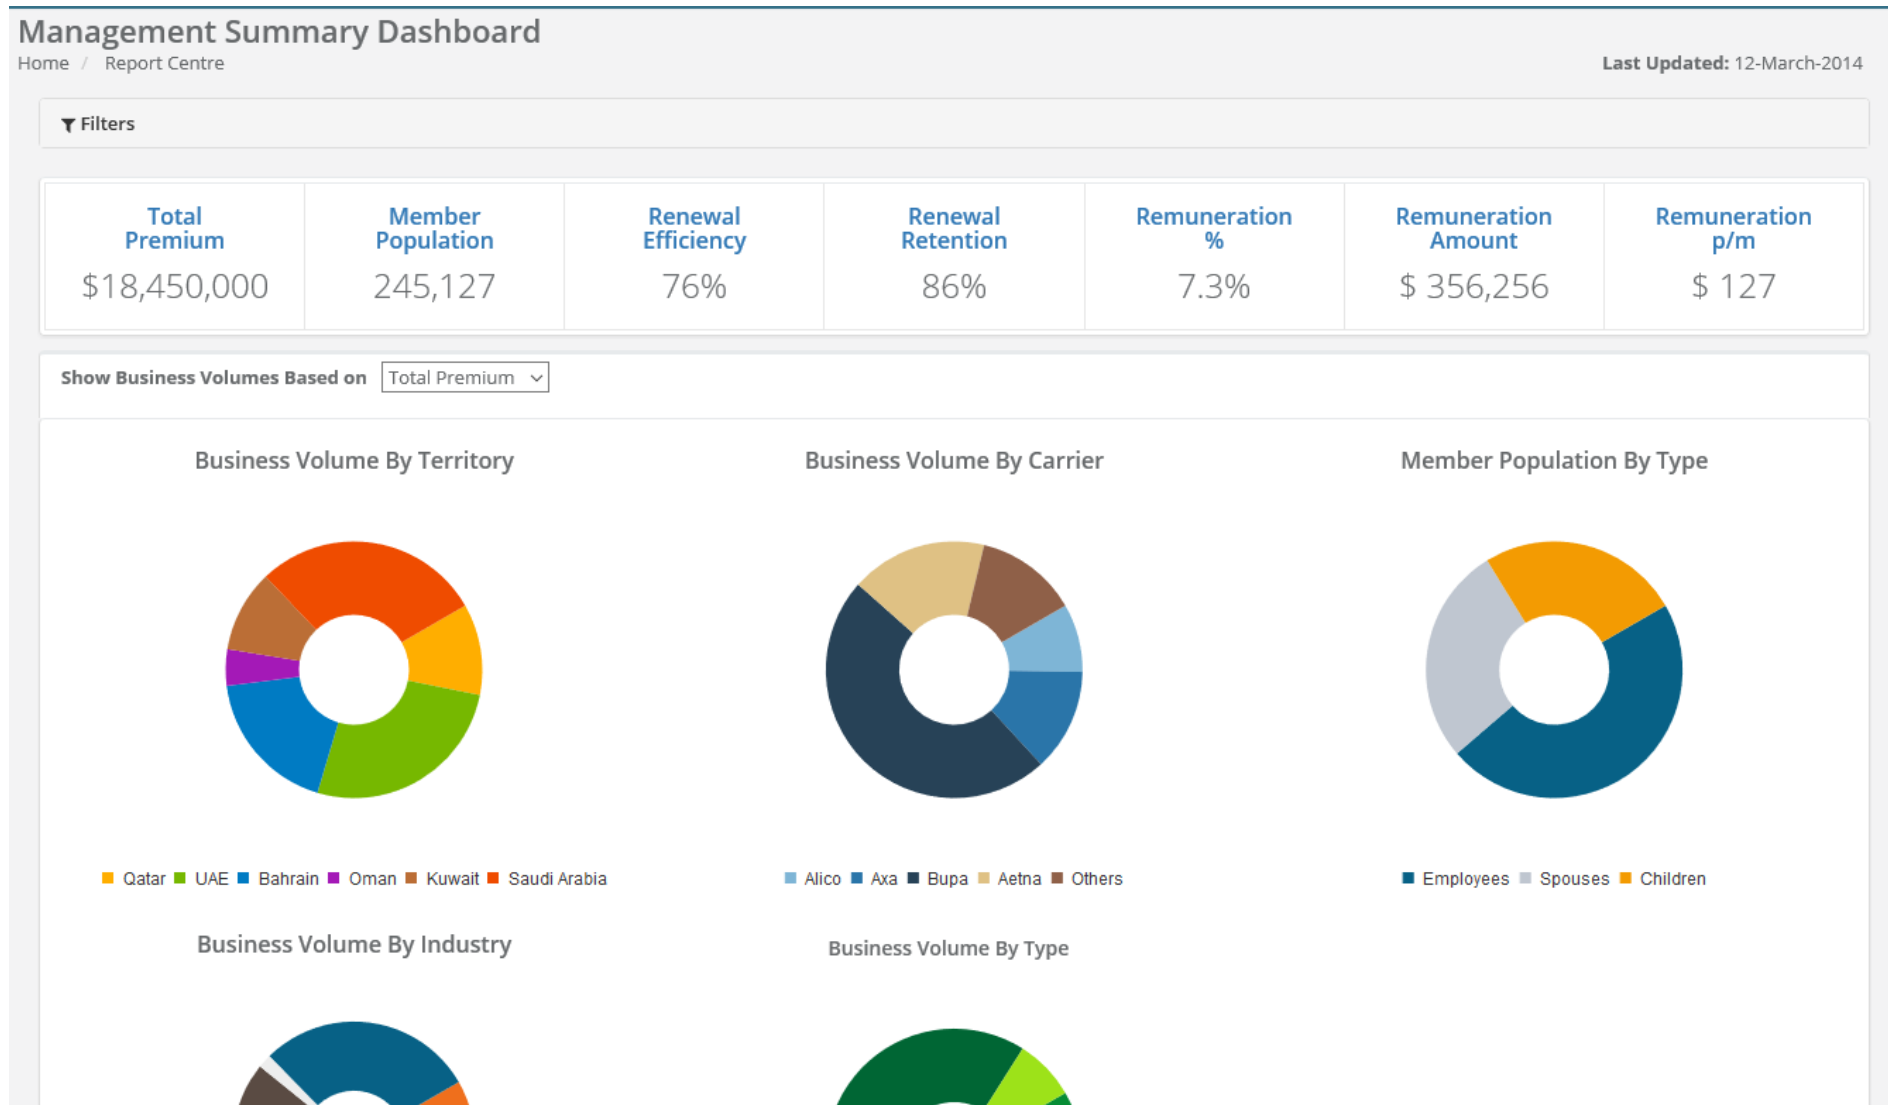 Management Summary Dashboard
Home / Report Centre
Last Updated: 12-March-2014
Filters
Total Premium
$18,450,000
Member Population
245,127
Renewal Efficiency
76%
Renewal Retention
86%
Remuneration %
7.3%
Remuneration Amount
$ 356,256
Remuneration p/m
$ 127
Show Business Volumes Based on Total Premium
Business Volume By Territory
Qatar UAE Bahrain Oman Kuwait Saudi Arabia
Business Volume By Carrier
Alico Axa Bupa Aetna Others
Member Population By Type
Employees Spouses Children
Business Volume By Industry
Business Volume By Type